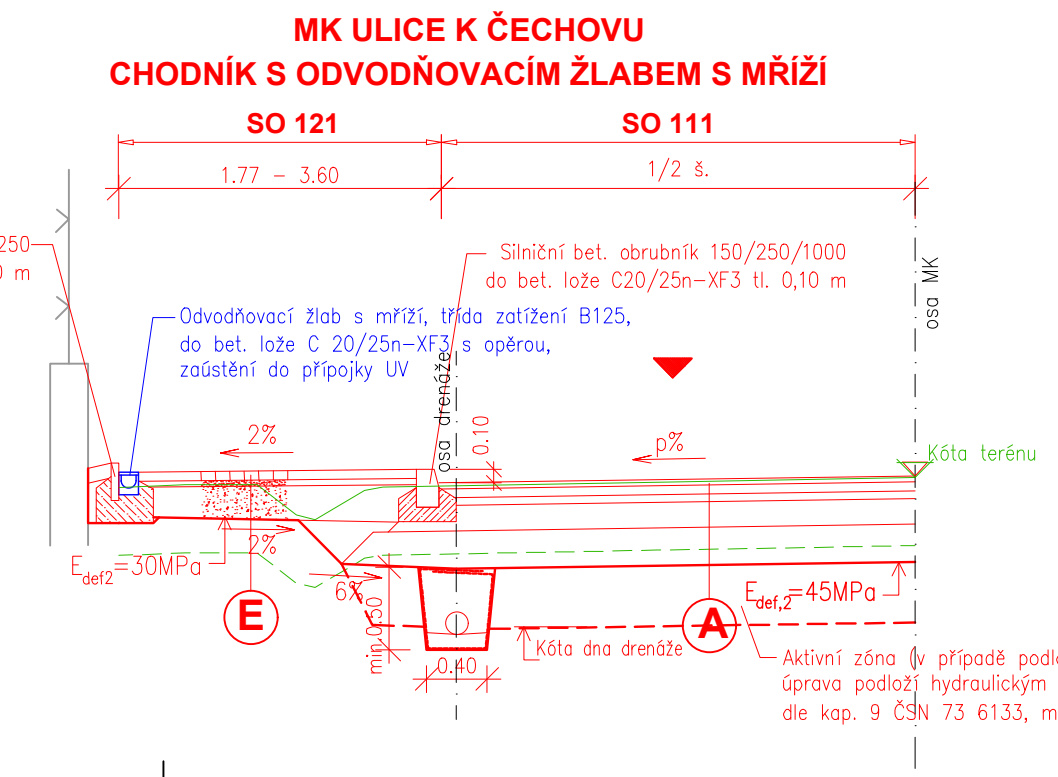 MK ULICE K ČECHOVU
CHODNÍK S ODVODŇOVACÍM ŽLABEM S MŘÍŽÍ
SO 121
SO 111
1.77 – 3.60
1/2 š.
250
0 m
Silniční bet. obrubník 150/250/1000
do bet. lože C20/25n–XF3 tl. 0,10 m
osa MK
Odvodňovací žlab s mříží, třída zatížení B125,
do bet. lože C 20/25n–XF3 s opěrou,
zaústění do přípojky UV
osa drenáže
2%
0.10
p%
Kóta terénu
2%
Edef2=30MPa
6%
E
min.0.50
Edef,2=45MPa
A
Kóta dna drenáže
0.40
Aktivní zóna (v případě podlo
úprava podloží hydraulickým
dle kap. 9 ČSN 73 6133, m